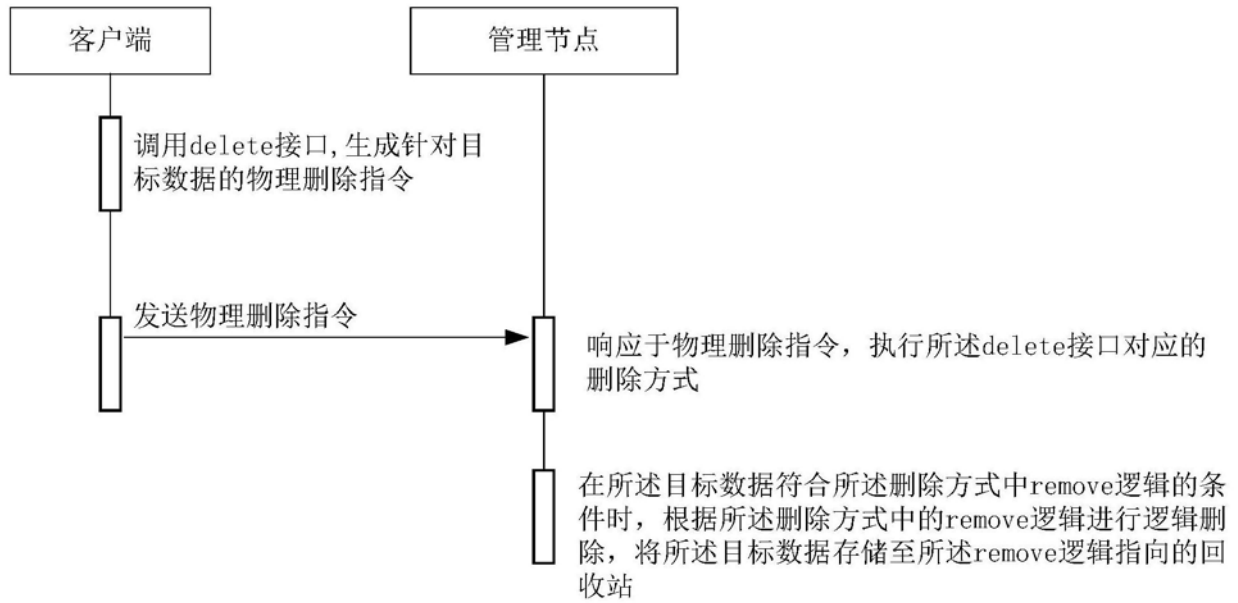 客户端
管理节点
调用delete接口,生成针对目
标数据的物理删除指令
发送物理删除指令
响应于物理删除指令，执行所述delete接口对应的
删除方式
在所述目标数据符合所述删除方式中remove逻辑的条
件时，根据所述删除方式中的remove逻辑进行逻辑删
除，将所述目标数据存储至所述remove逻辑指向的回
收站